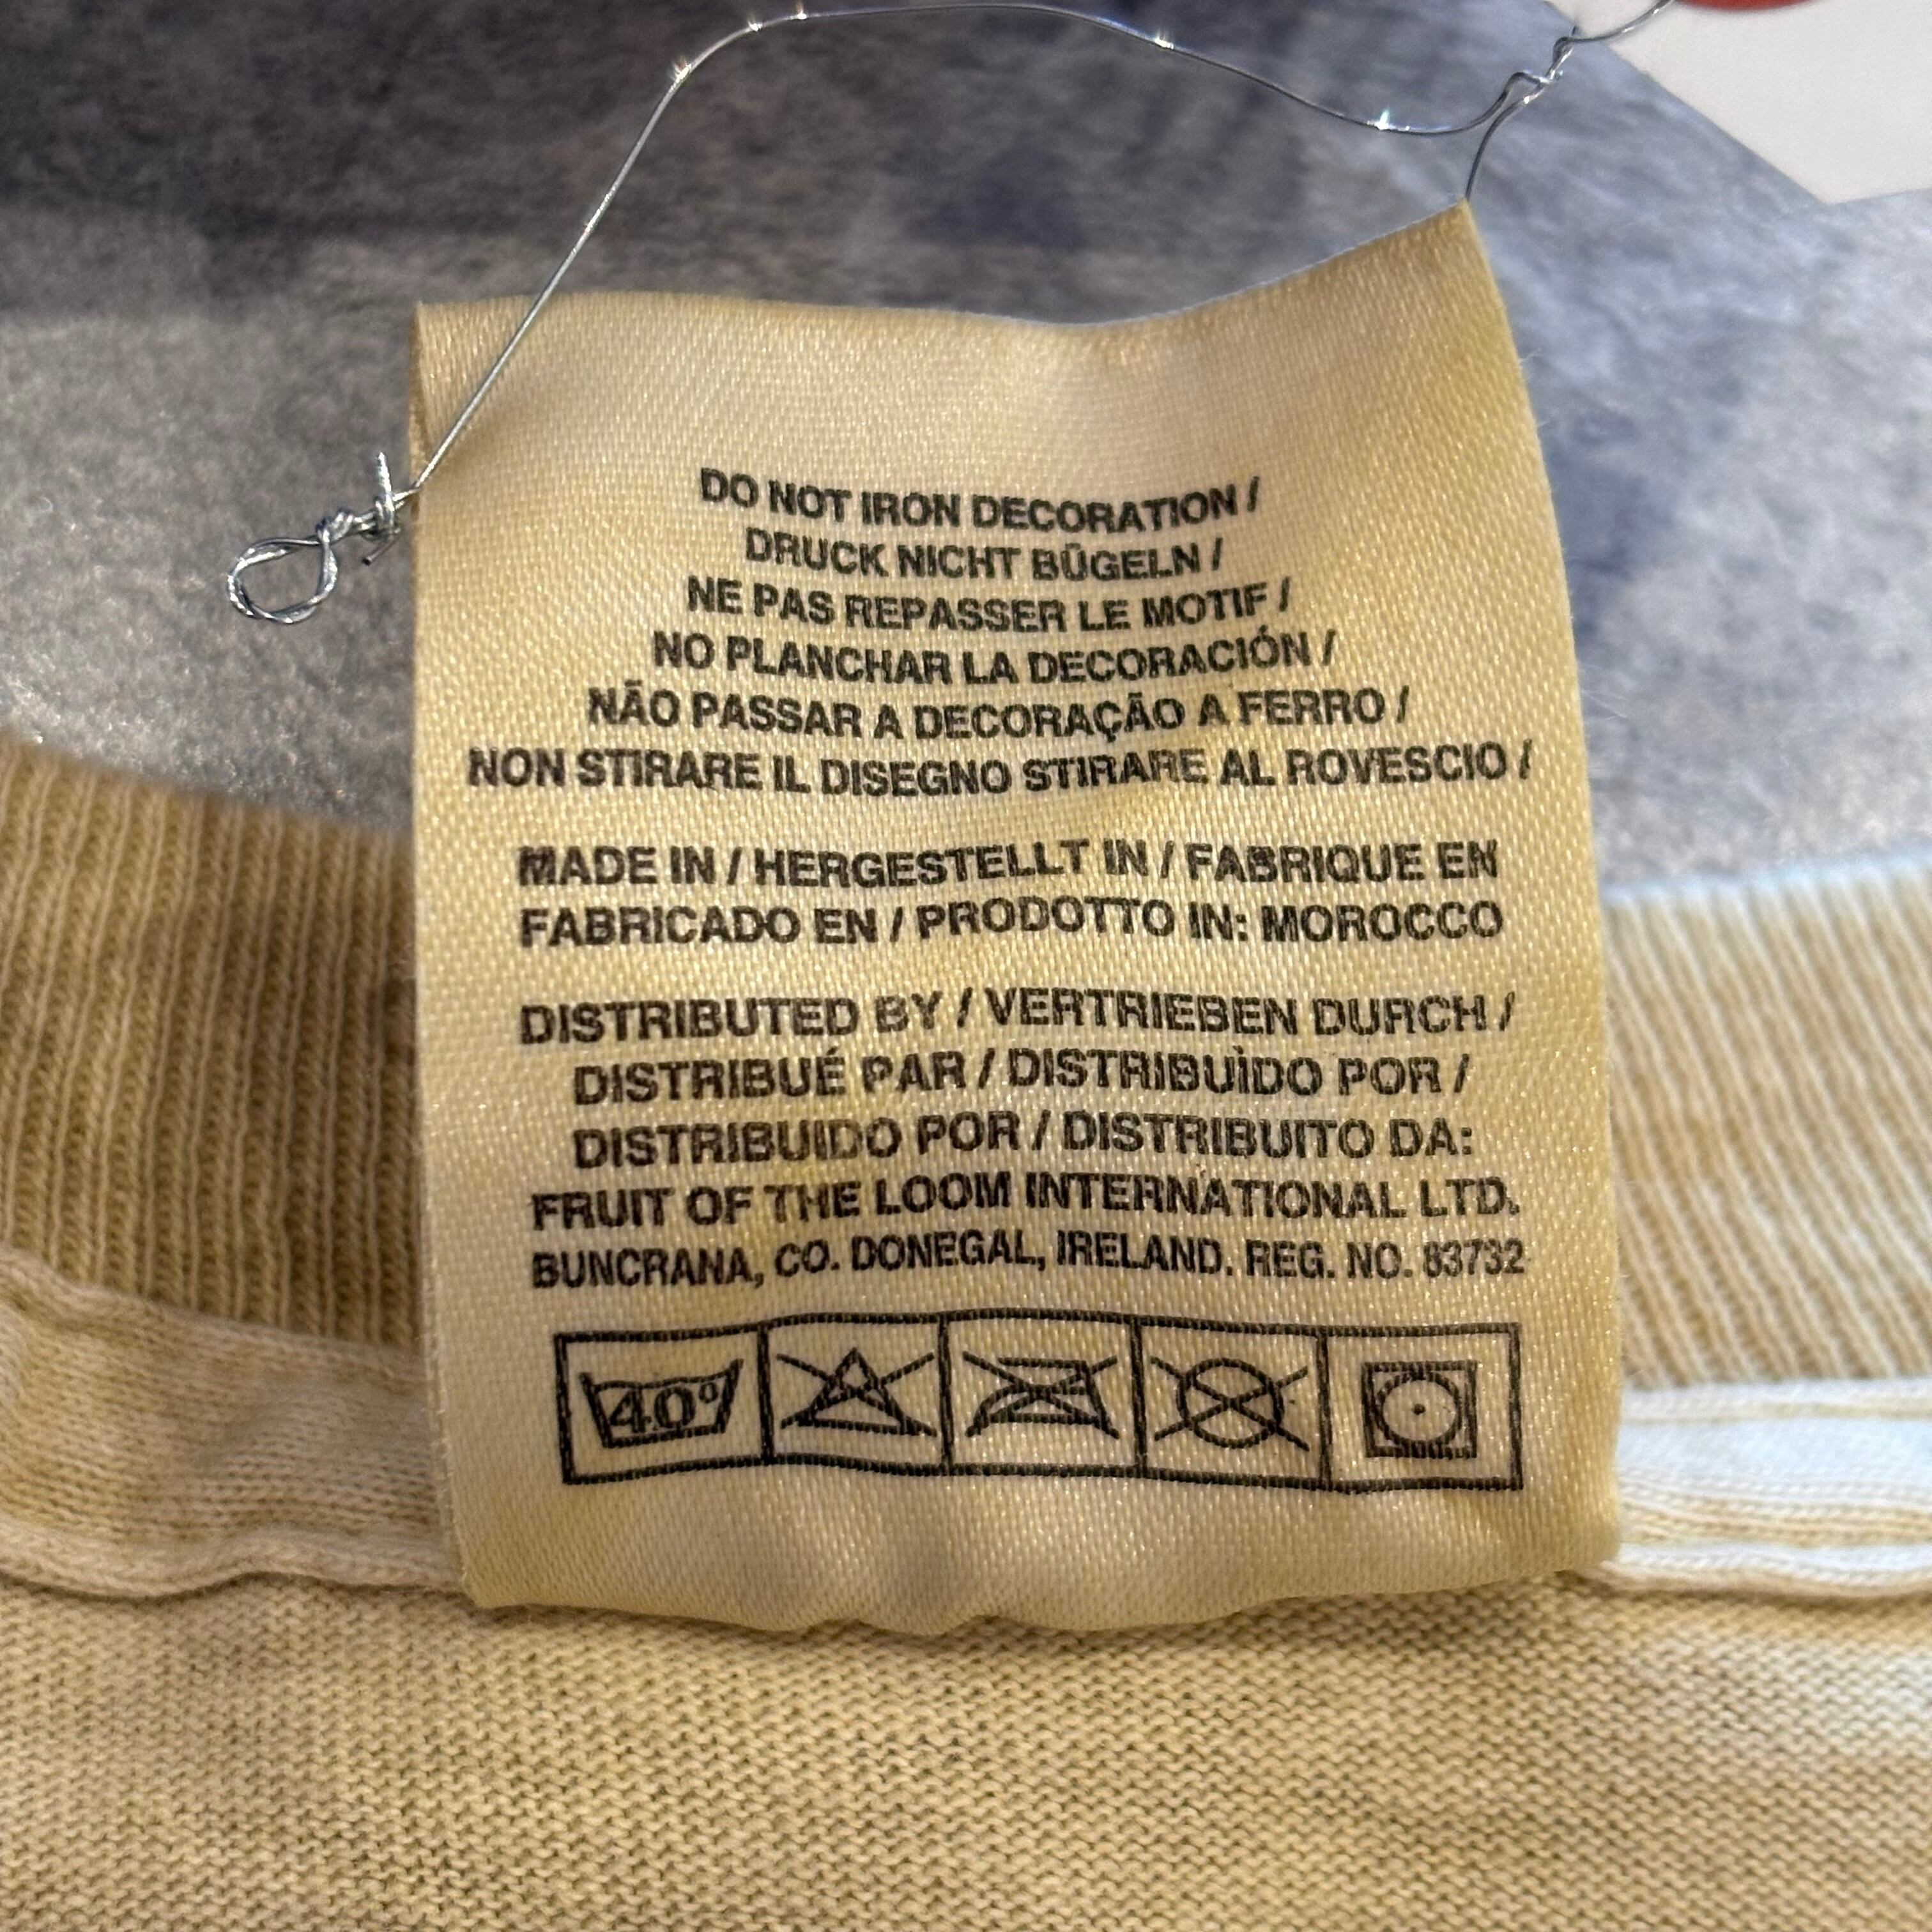 DO NOT IRON DECORATION /
DRUCK NICHT BÜGELN /
NE PAS REPASSER LE MOTIF /
NO PLANCHAR LA DECORACIÓN /
NÃO PASSAR A DECORAÇÃO A FERRO /
NON STIRARE IL DISEGNO STIRARE AL ROVESCIO /
MADE IN / HERGESTELLT IN / FABRIQUE EN
FABRICADO EN / PRODOTTO IN: MOROCCO
DISTRIBUTED BY / VERTRIEBEN DURCH /
DISTRIBUÉ PAR / DISTRIBUÌDO POR /
DISTRIBUIDO POR / DISTRIBUITO DA:
FRUIT OF THE LOOM INTERNATIONAL LTD.
BUNCRANA, CO. DONEGAL, IRELAND. REG. NO. 63732
40°